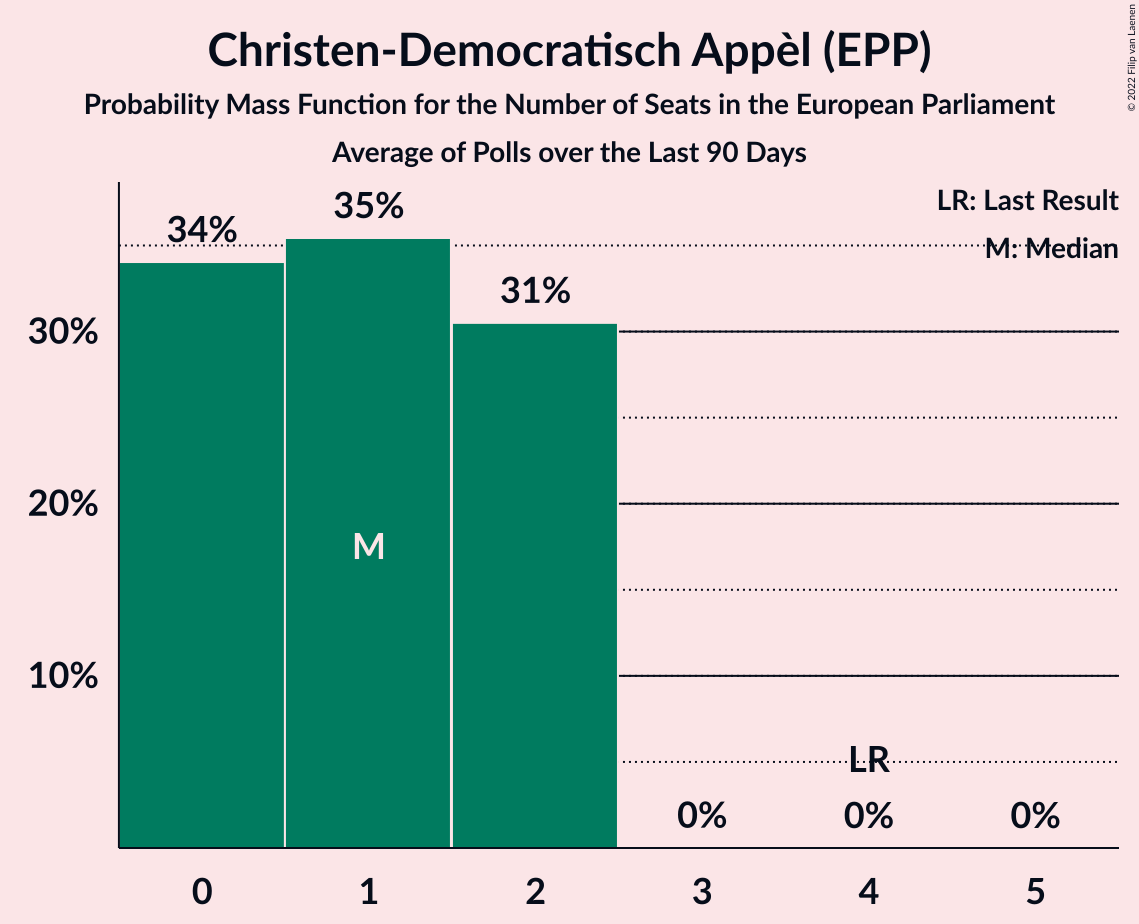 Christen-Democratisch Appèl (EPP)
Probability Mass Function for the Number of Seats in the European Parliament
Average of Polls over the Last 90 Days
© 2022 Filip van Laenen
LR: Last Result
M: Median
34%
35%
31%
30%
20%
10%
M
LR
0%
0%
0%
0
1
2
3
4
5